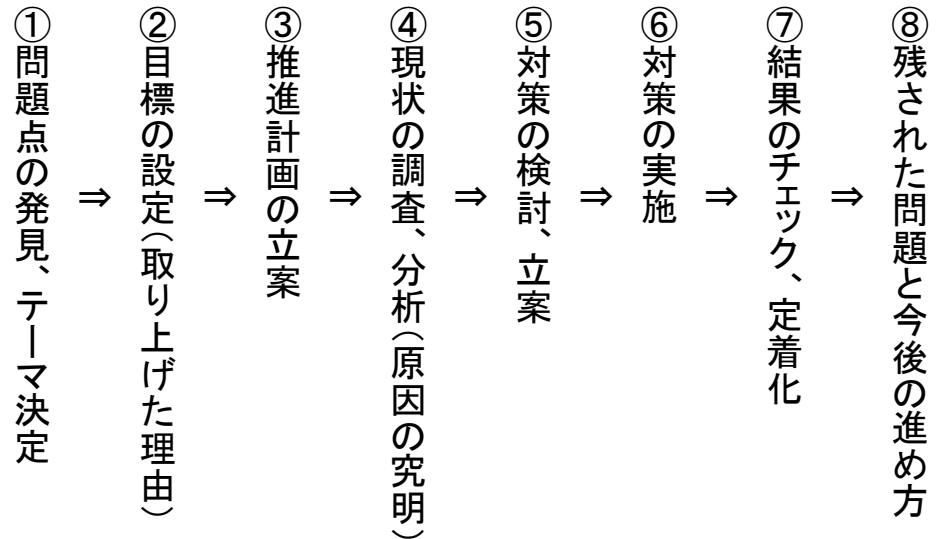 ①問題点の発見、テーマ決定
⇒
②目標の設定(取り上げた理由)
⇒
③推進計画の立案
⇒
④現状の調査、分析(原因の究明)
⇒
⑤対策の検討、立案
⇒
⑥対策の実施
⇒
⑦結果のチェック、定着化
⇒
⑧残された問題と今後の進め方